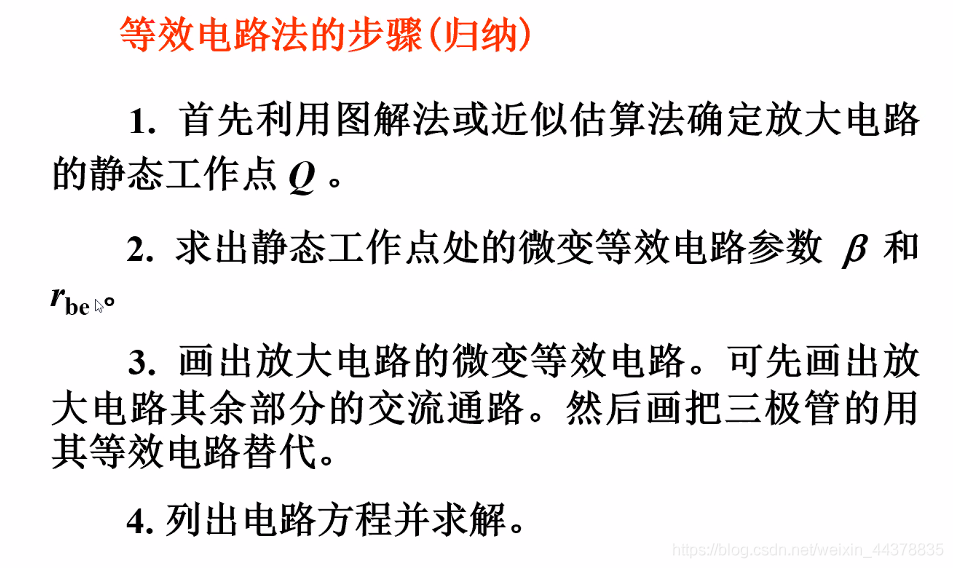 等效电路法的步骤(归纳)
1. 首先利用图解法或近似估算法确定放大电路
的静态工作点 Q 。
2. 求出静态工作点处的微变等效电路参数 β 和
rbe 。
3. 画出放大电路的微变等效电路。可先画出放
大电路其余部分的交流通路。然后画把三极管的用
其等效电路替代。
4. 列出电路方程并求解。
https://blog.csdn.net/weixin_44378835